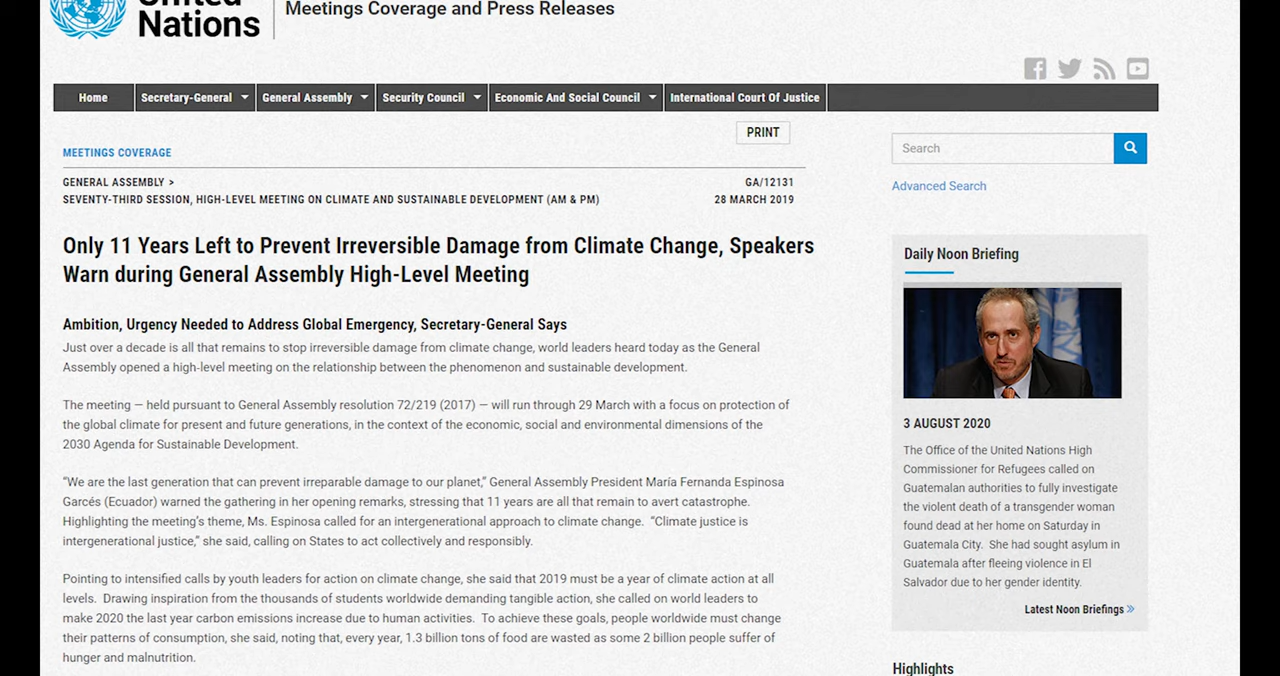 United
Nations
Meetings Coverage and Press Releases
Home
Secretary-General
General Assembly
Security Council
Economic And Social Council
International Court Of Justice
PRINT
MEETINGS COVERAGE
GENERAL ASSEMBLY >
SEVENTY-THIRD SESSION, HIGH-LEVEL MEETING ON CLIMATE AND SUSTAINABLE DEVELOPMENT (AM & PM)
GA/12131
28 MARCH 2019
Only 11 Years Left to Prevent Irreversible Damage from Climate Change, Speakers
Warn during General Assembly High-Level Meeting
Ambition, Urgency Needed to Address Global Emergency, Secretary-General Says
Just over a decade is all that remains to stop irreversible damage from climate change, world leaders heard today as the General
Assembly opened a high-level meeting on the relationship between the phenomenon and sustainable development.
The meeting — held pursuant to General Assembly resolution 72/219 (2017) — will run through 29 March with a focus on protection of
the global climate for present and future generations, in the context of the economic, social and environmental dimensions of the
2030 Agenda for Sustainable Development.
“We are the last generation that can prevent irreparable damage to our planet,” General Assembly President María Fernanda Espinosa
Garcés (Ecuador) warned the gathering in her opening remarks, stressing that 11 years are all that remain to avert catastrophe.
Highlighting the meeting’s theme, Ms. Espinosa called for an intergenerational approach to climate change.  “Climate justice is
intergenerational justice,” she said, calling on States to act collectively and responsibly.
Pointing to intensified calls by youth leaders for action on climate change, she said that 2019 must be a year of climate action at all
levels.  Drawing inspiration from the thousands of students worldwide demanding tangible action, she called on world leaders to
make 2020 the last year carbon emissions increase due to human activities.  To achieve these goals, people worldwide must change
their patterns of consumption, she said, noting that, every year, 1.3 billion tons of food are wasted as some 2 billion people suffer of
hunger and malnutrition.
Search
Advanced Search
Daily Noon Briefing
3 AUGUST 2020
The Office of the United Nations High
Commissioner for Refugees called on
Guatemalan authorities to fully investigate
the violent death of a transgender woman
found dead at her home on Saturday in
Guatemala City.  She had sought asylum in
Guatemala after fleeing violence in El
Salvador due to her gender identity.
Latest Noon Briefings »
Highlights